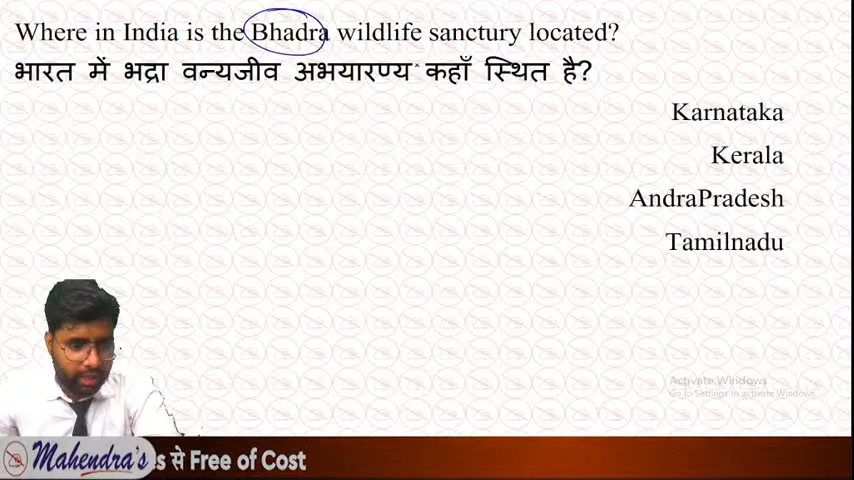 Where in India is the Bhadra wildlife sanctury located?
भारत में भद्रा वन्यजीव अभयारण्य कहाँ स्थित है?
Karnataka
Kerala
AndraPradesh
Tamilnadu
Activate Windows
Go to Settings to activate Windows.
Mahendra's
s से Free of Cost